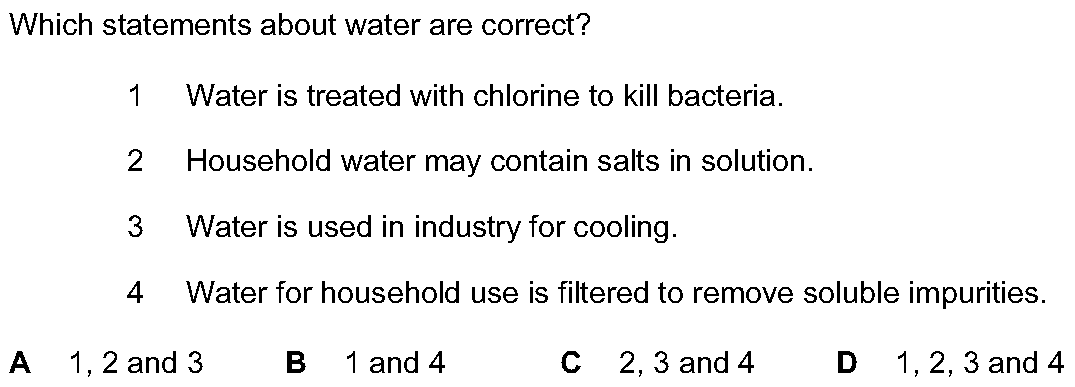 Which statements about water are correct?
1 Water is treated with chlorine to kill bacteria.
2 Household water may contain salts in solution.
3 Water is used in industry for cooling.
4 Water for household use is filtered to remove soluble impurities.
A 1, 2 and 3 B 1 and 4 C 2, 3 and 4 D 1, 2, 3 and 4